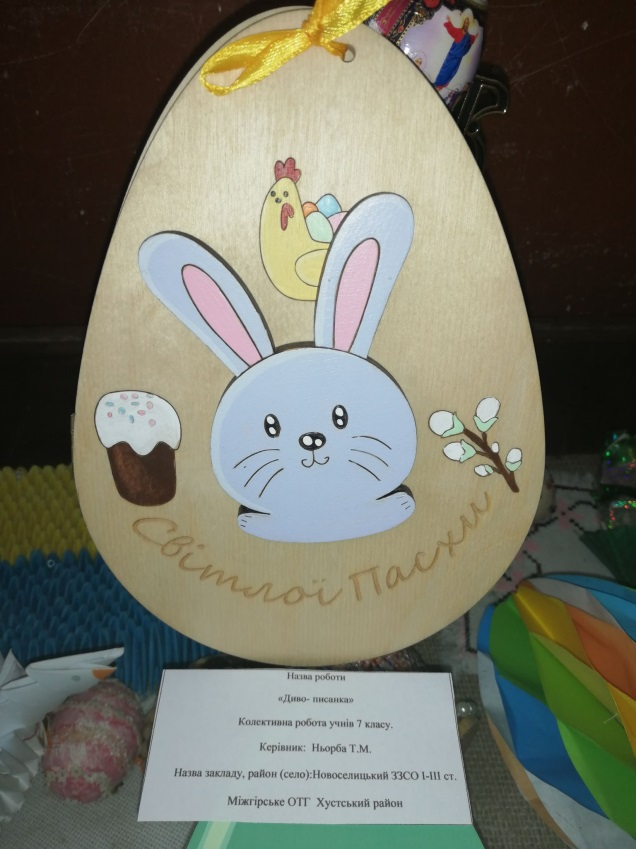 Світлої Пасхи
Назва роботи
«Диво- писанка»
Колективна робота учнів 7 класу.
Керівник: Ньорба Т.М.
Назва закладу, район (село):Новоселицький ЗЗСО І-ІІІ ст.
Міжгірське ОТГ Хустський район